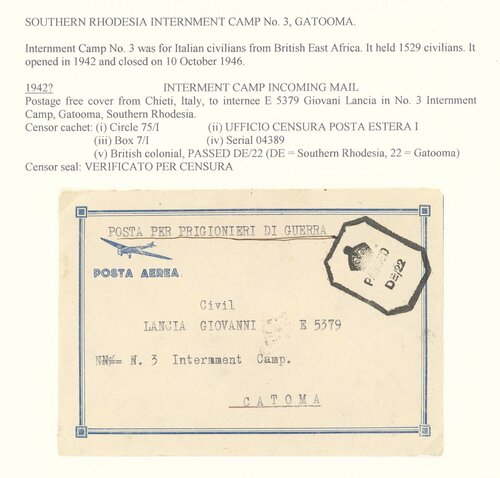 SOUTHERN RHODESIA INTERNMENT CAMP No. 3, GATOOMA.
Internment Camp No. 3 was for Italian civilians from British East Africa. It held 1529 civilians. It
opened in 1942 and closed on 10 October 1946.
1942? INTERMENT CAMP INCOMING MAIL
Postage free cover from Chieti, Italy, to internee E 5379 Giovani Lancia in No. 3 Internment
Camp, Gatooma, Southern Rhodesia.
Censor cachet: (i) Circle 75/I (ii) UFFICIO CENSURA POSTA ESTERA I
(iii) Box 7/I (iv) Serial 04389
(v) British colonial, PASSED DE/22 (DE = Southern Rhodesia, 22 = Gatooma)
Censor seal: VERIFICATO PER CENSURA
POSTA PER PRIGIONIERI DI GUERRA
POSTA AEREA
PASSED
DE/22
Civil
LANCIA GIOVANNI E 5379
N. 3 Internment Camp.
CATOMA